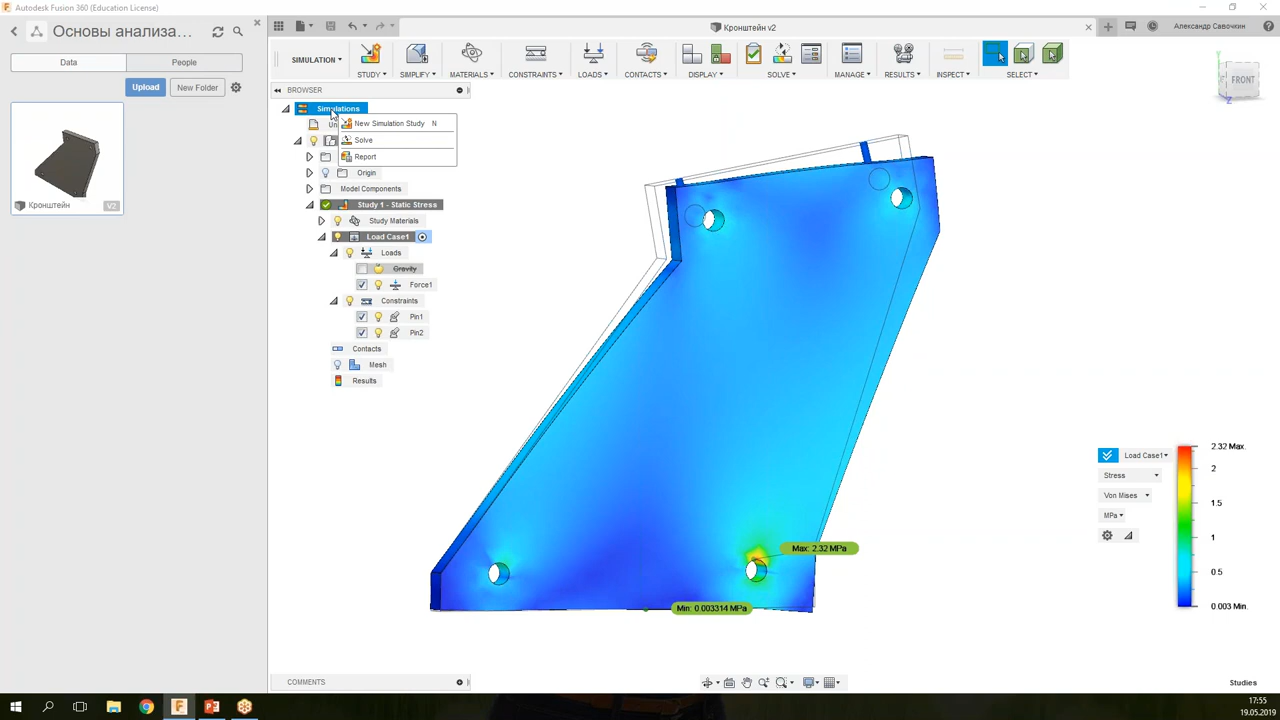 Autodesk Fusion 360 (Education License)
Основы анализа...
Кронштейн v2
Александр Савочкин
Data
People
Upload
New Folder
Кронштейн
V2
SIMULATION
STUDY
SIMPLIFY
MATERIALS
CONSTRAINTS
LOADS
CONTACTS
DISPLAY
SOLVE
MANAGE
RESULTS
INSPECT
SELECT
FRONT
Y
Z
BROWSER
Simulations
Un
New Simulation Study N
Solve
Report
Origin
Model Components
Study 1 - Static Stress
Study Materials
Load Case1
Loads
Gravity
Force1
Constraints
Pin1
Pin2
Contacts
Mesh
Results
Max: 2.32 MPa
Min: 0.003314 MPa
Load Case1
Stress
Von Mises
MPa
2.32 Max.
2
1.5
1
0.5
0.003 Min.
COMMENTS
Studies
17:55
19.05.2019